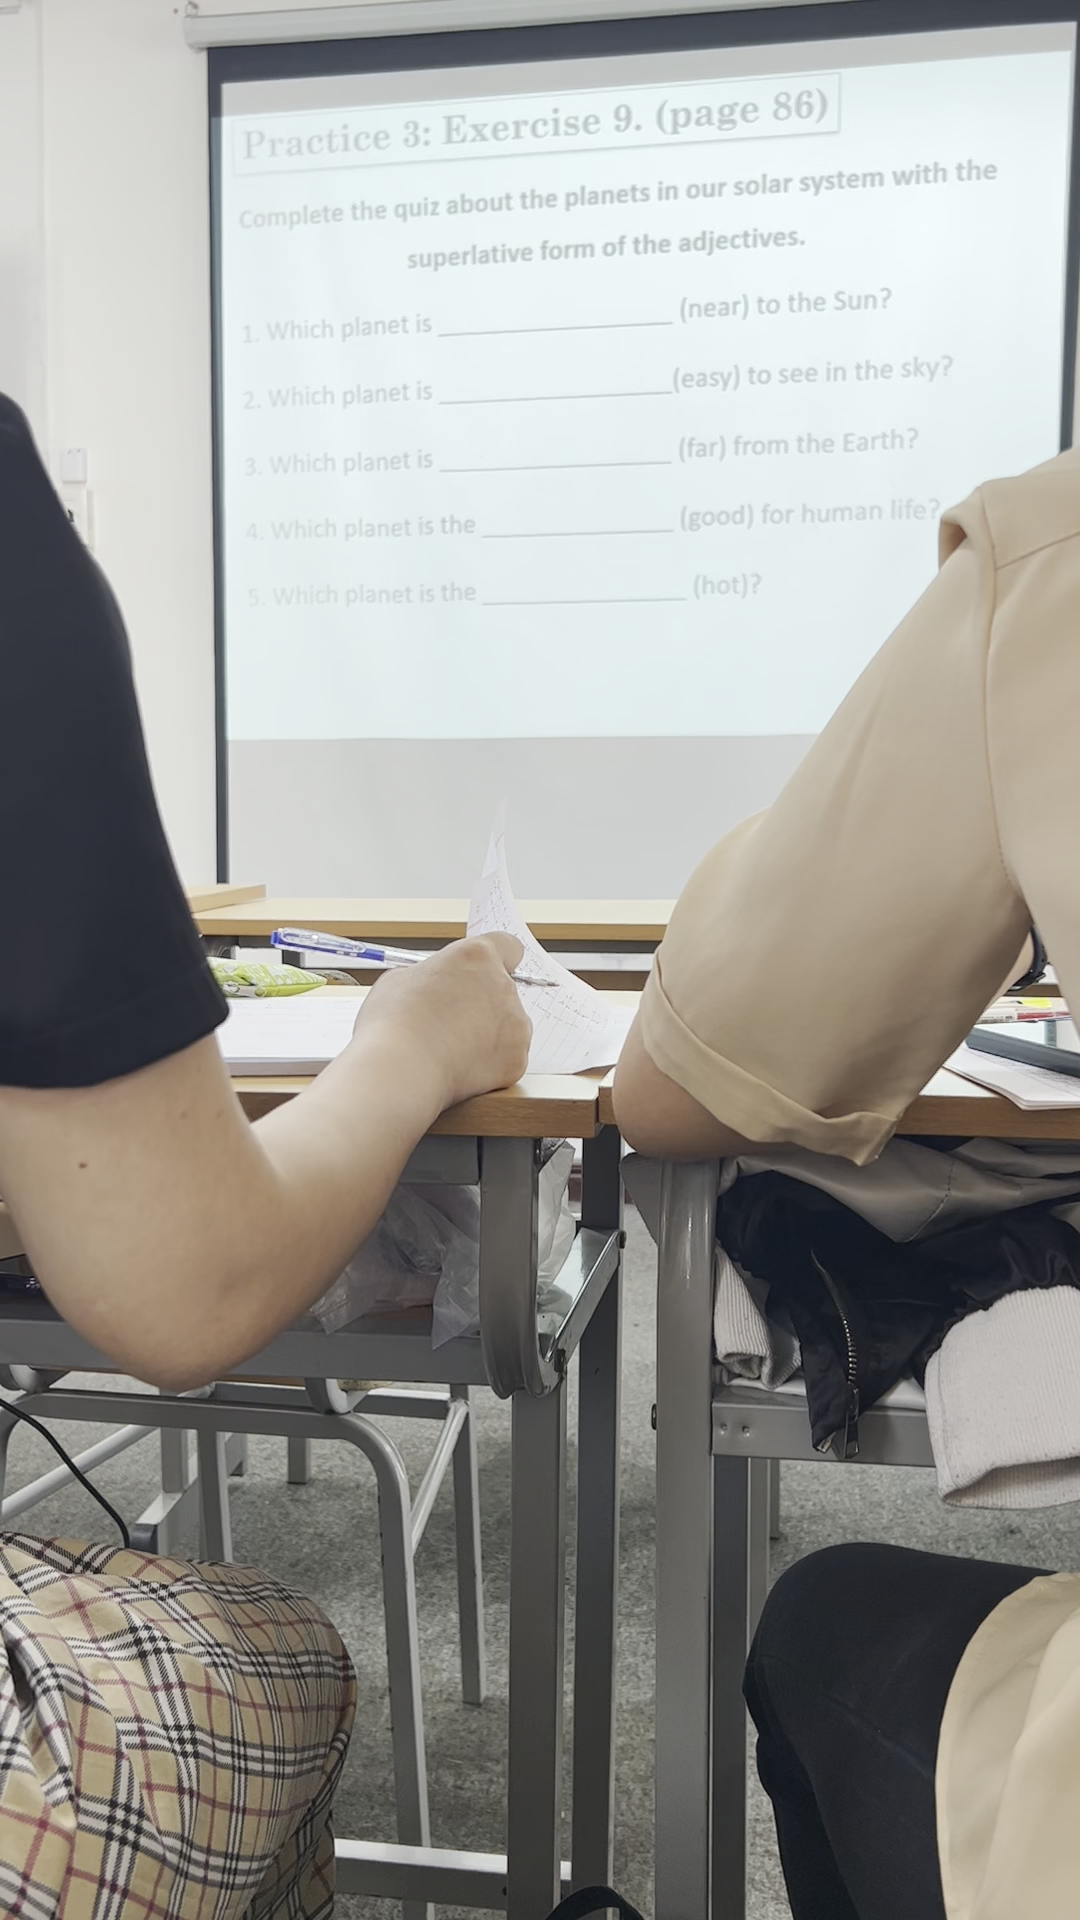 Practice 3: Exercise 9. (page 86)
Complete the quiz about the planets in our solar system with the
superlative form of the adjectives.
1. Which planet is ________________ (near) to the Sun?
2. Which planet is ________________(easy) to see in the sky?
3. Which planet is ________________ (far) from the Earth?
4. Which planet is the _____________ (good) for human life?
5. Which planet is the ______________ (hot)?